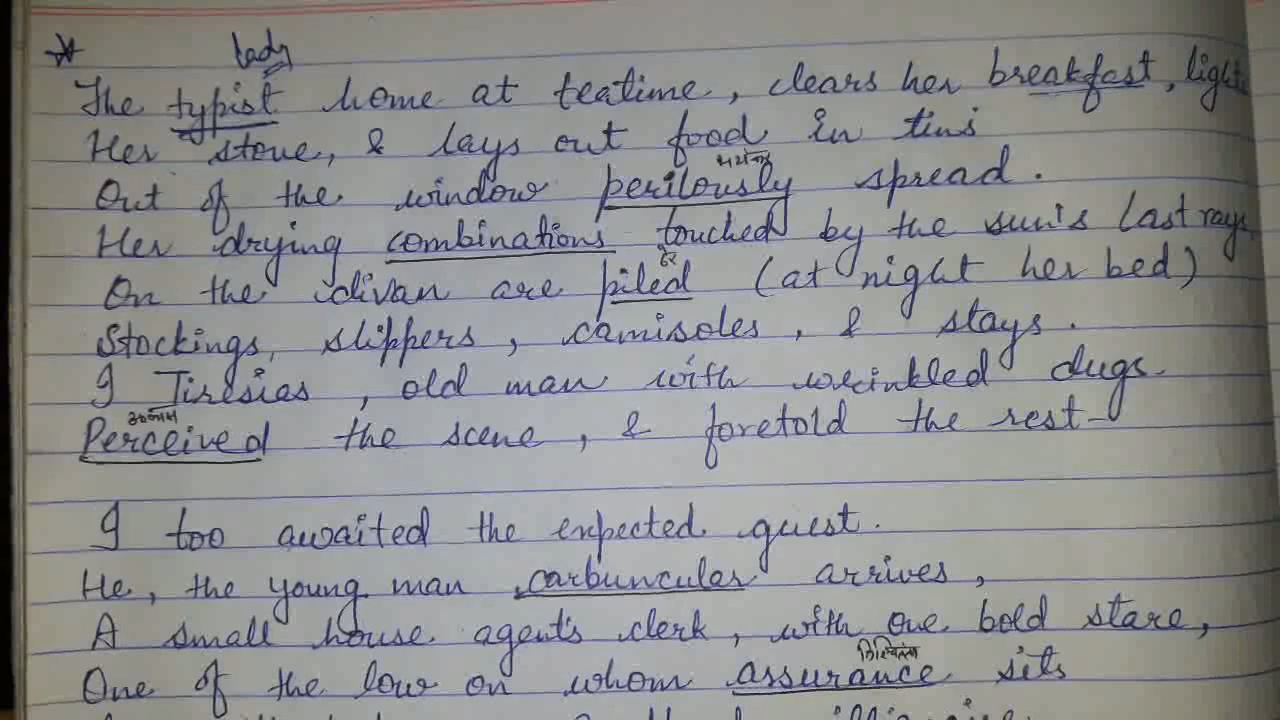 lady
The typist home at teatime, clears her breakfast, lights
Her stove, & lays out food in tins
Out of the window perilously spread.
Her drying combinations touched by the sun's last rays,
ढेर
On the divan are piled (at night her bed)
Stockings, slippers, camisoles, & stays.
I Tiresias, old man with wrinkled dugs.
Perceived the scene, & foretold the rest-
I too awaited the expected guest.
He, the young man carbuncular arrives,
A small house agent's clerk, with one bold stare,
One of the low on whom assurance sits